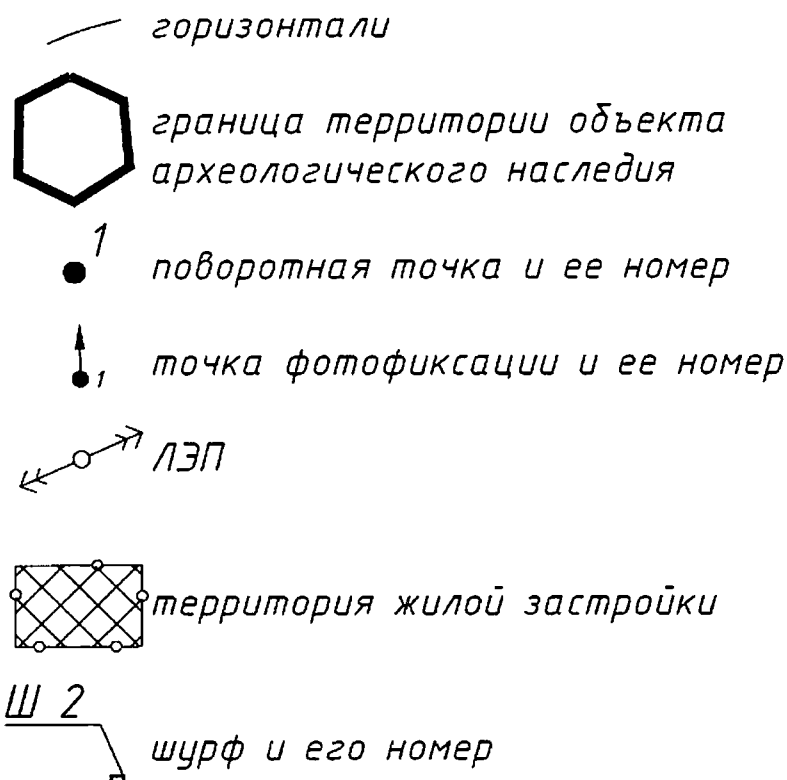 горизонтали
граница территории объекта
археологического наследия
1
поворотная точка и ее номер
1
точка фотофиксации и ее номер
ЛЭП
территория жилой застройки
Ш 2
шурф и его номер